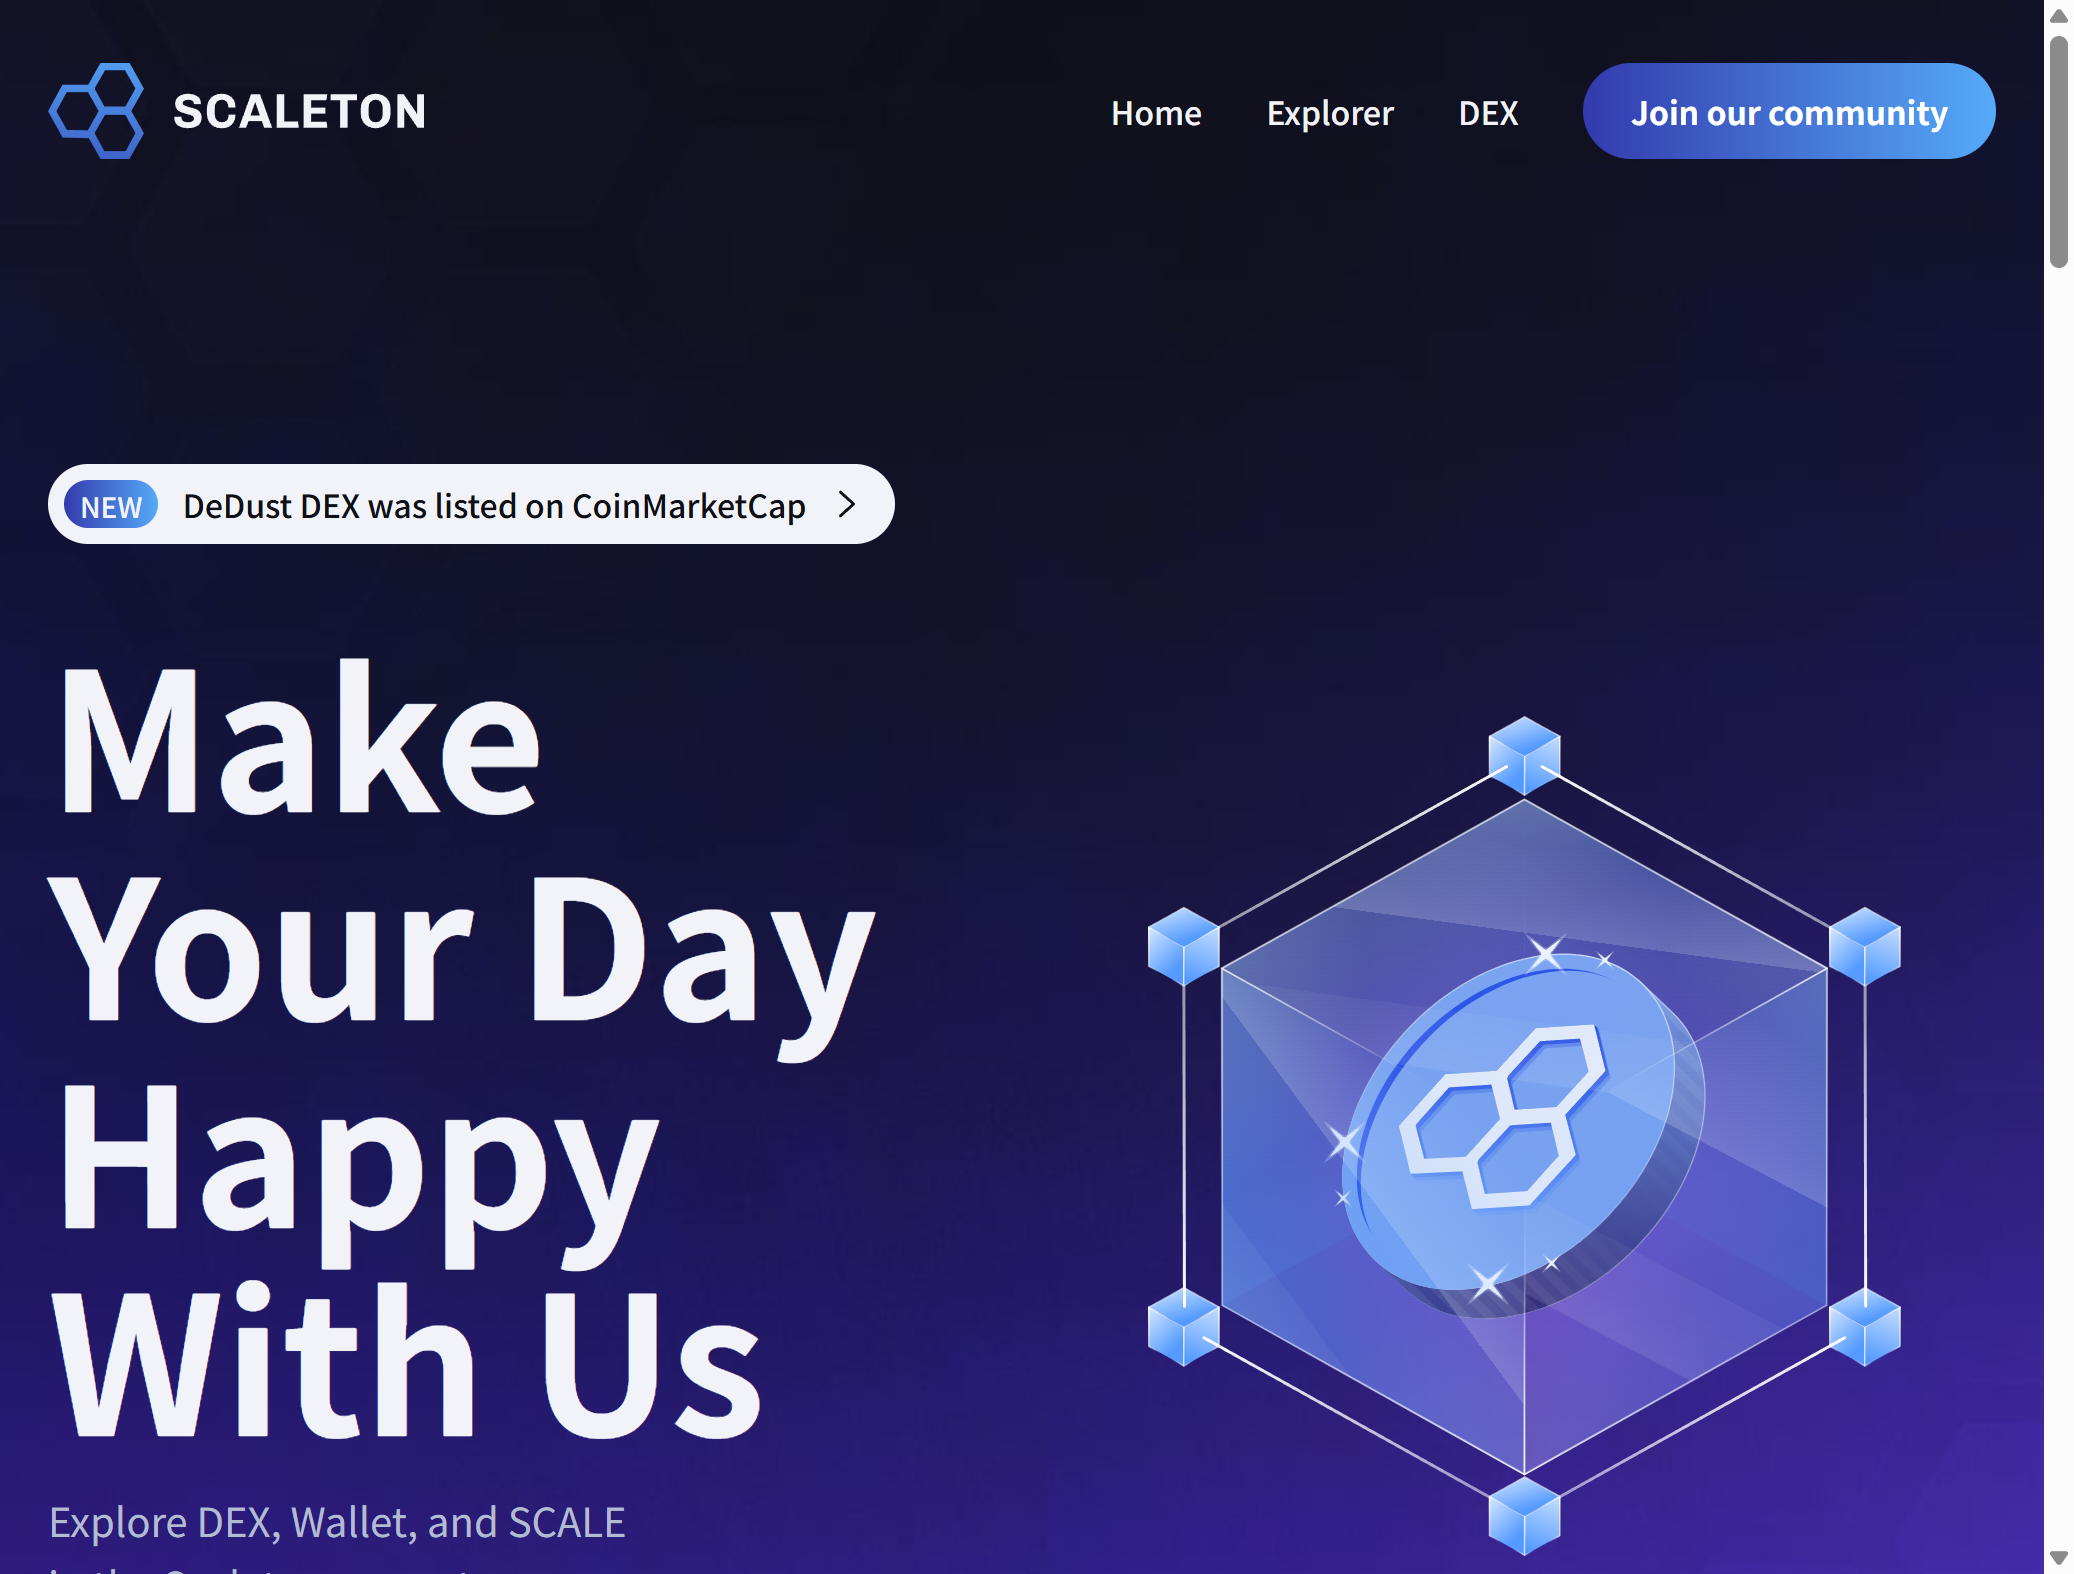 SCALETON
Home Explorer DEX Join our community
NEW DeDust DEX was listed on CoinMarketCap
Make
Your Day
Happy
With Us
Explore DEX, Wallet, and SCALE